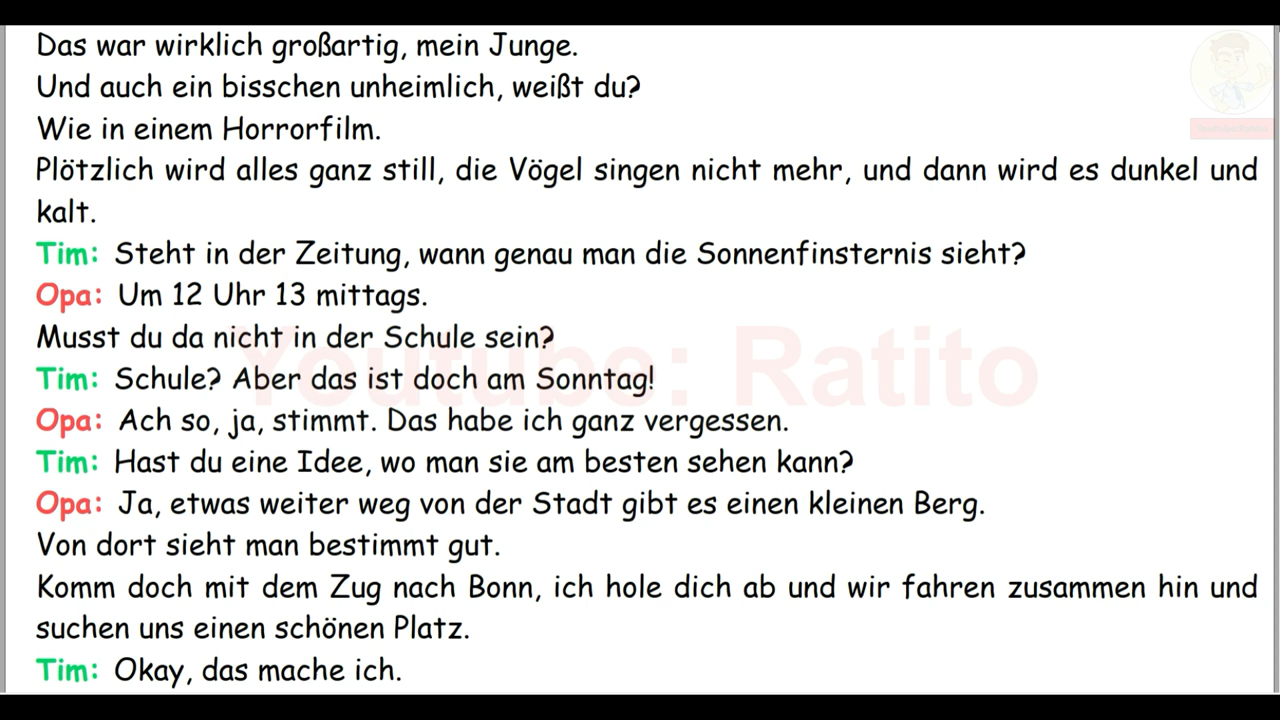 Das war wirklich großartig, mein Junge.
Und auch ein bisschen unheimlich, weißt du?
Wie in einem Horrorfilm.
Plötzlich wird alles ganz still, die Vögel singen nicht mehr, und dann wird es dunkel und
kalt.
Tim: Steht in der Zeitung, wann genau man die Sonnenfinsternis sieht?
Opa: Um 12 Uhr 13 mittags.
Musst du da nicht in der Schule sein?
Youtube: Ratito
Tim: Schule? Aber das ist doch am Sonntag!
Opa: Ach so, ja, stimmt. Das habe ich ganz vergessen.
Tim: Hast du eine Idee, wo man sie am besten sehen kann?
Opa: Ja, etwas weiter weg von der Stadt gibt es einen kleinen Berg.
Von dort sieht man bestimmt gut.
Komm doch mit dem Zug nach Bonn, ich hole dich ab und wir fahren zusammen hin und
suchen uns einen schönen Platz.
Tim: Okay, das mache ich.